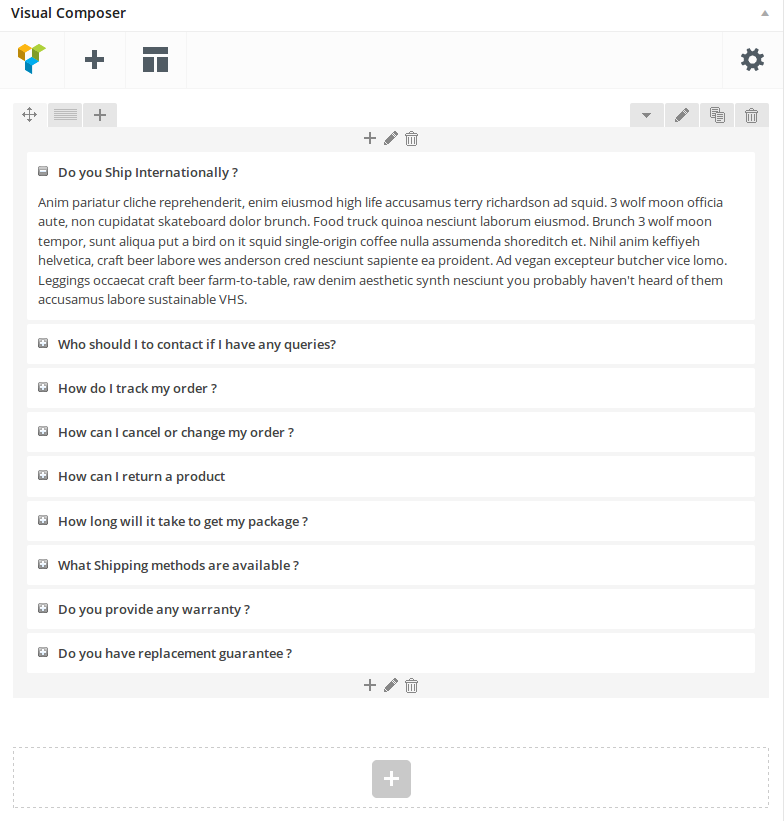 Visual Composer
Do you Ship Internationally ?
Anim pariatur cliche reprehenderit, enim eiusmod high life accusamus terry richardson ad squid. 3 wolf moon officia
aute, non cupidatat skateboard dolor brunch. Food truck quinoa nesciunt laborum eiusmod. Brunch 3 wolf moon
tempor, sunt aliqua put a bird on it squid single-origin coffee nulla assumenda shoreditch et. Nihil anim keffiyeh
helvetica, craft beer labore wes anderson cred nesciunt sapiente ea proident. Ad vegan excepteur butcher vice lomo.
Leggings occaecat craft beer farm-to-table, raw denim aesthetic synth nesciunt you probably haven't heard of them
accusamus labore sustainable VHS.
Who should I to contact if I have any queries?
How do I track my order ?
How can I cancel or change my order ?
How can I return a product
How long will it take to get my package ?
What Shipping methods are available ?
Do you provide any warranty ?
Do you have replacement guarantee ?